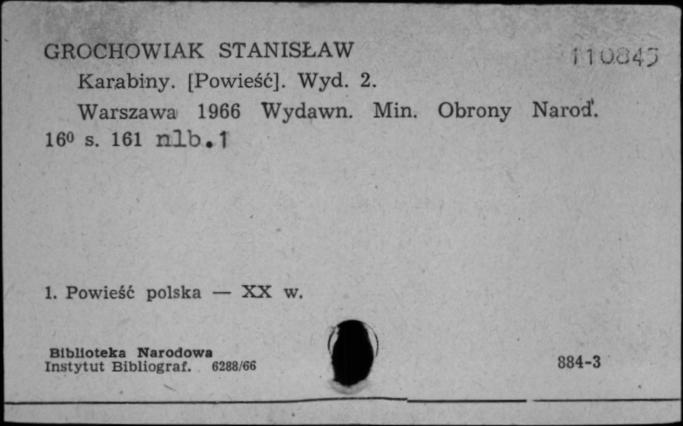 GROCHOWIAK STANISŁAW 110845
Karabiny. [Powieść]. Wyd. 2.
Warszawa 1966 Wydawn. Min. Obrony Narod.
16⁰ s. 161 nlb.1
1. Powieść polska — XX w.
Biblioteka Narodowa
Instytut Bibliograf. 6288/66 884-3